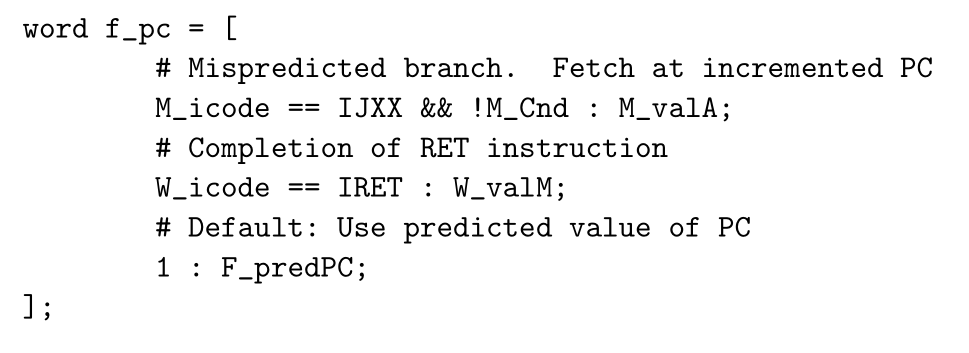 word f_pc = [
        # Mispredicted branch.  Fetch at incremented PC
        M_icode == IJXX && !M_Cnd : M_valA;
        # Completion of RET instruction
        W_icode == IRET : W_valM;
        # Default: Use predicted value of PC
        1 : F_predPC;
];